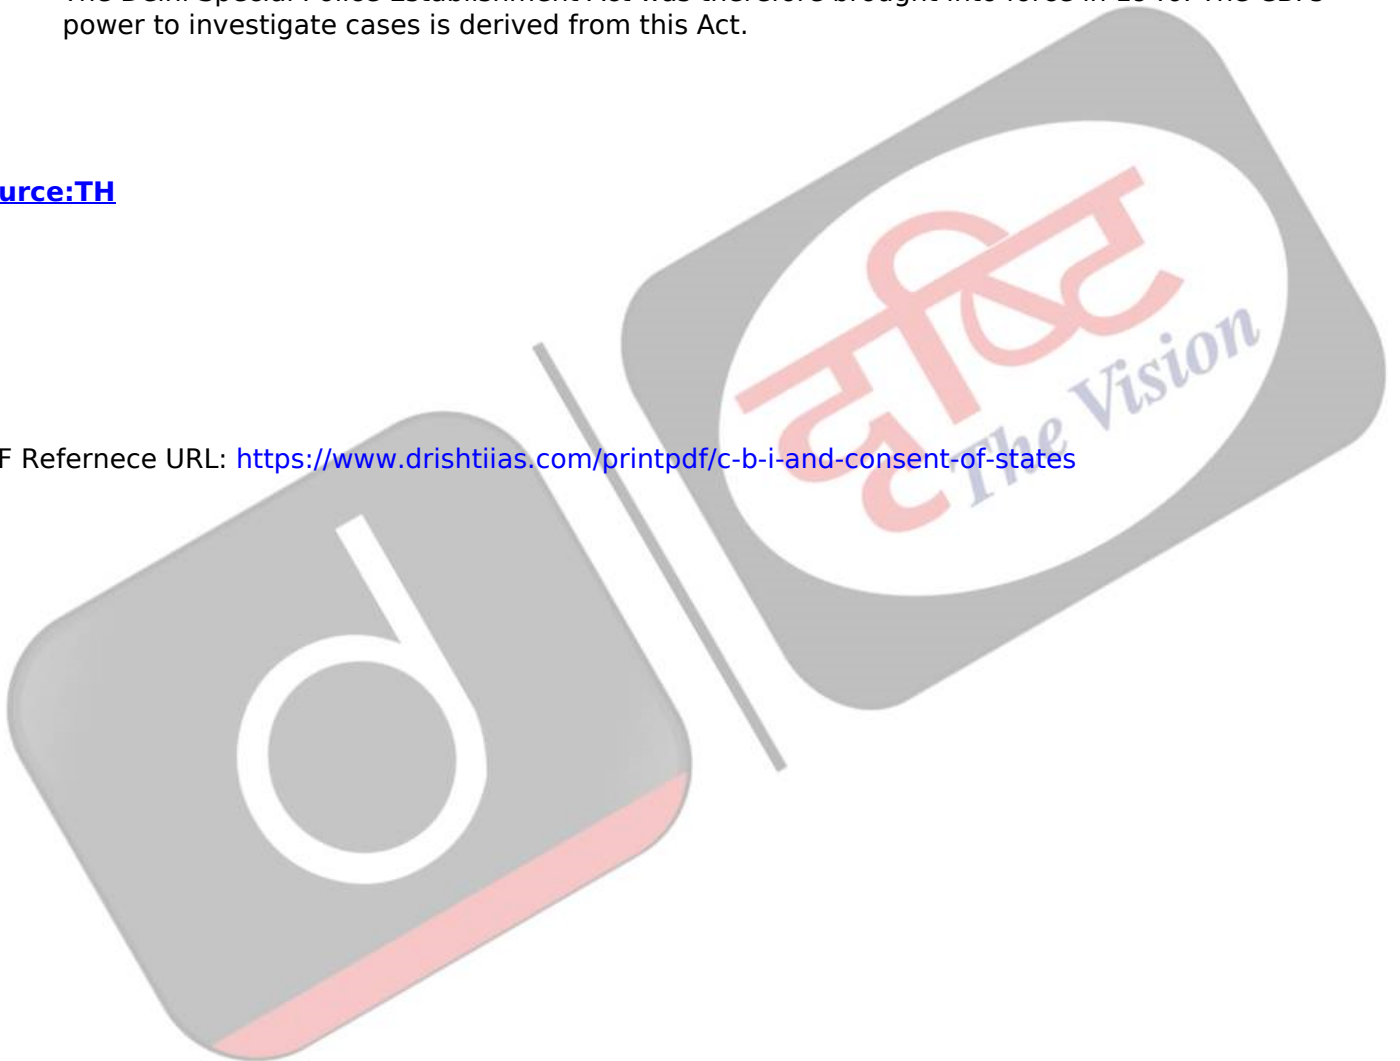 power to investigate cases is derived from this Act.
urce:TH
दृष्टि
The Vision
F Refernece URL: https://www.drishtiias.com/printpdf/c-b-i-and-consent-of-states
d